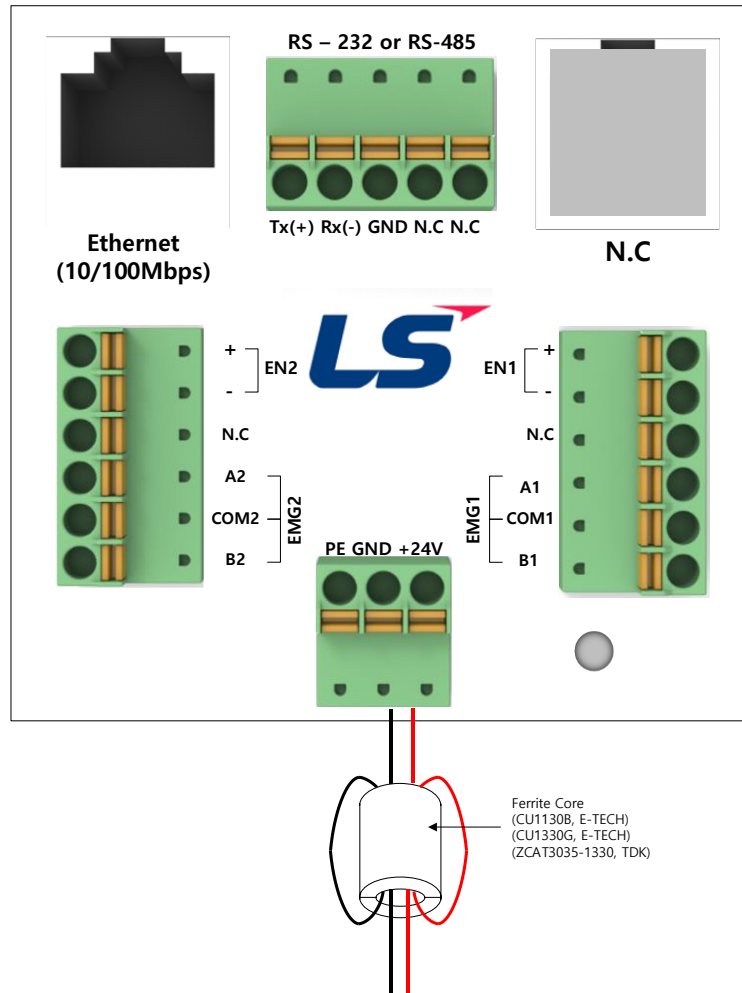 RS – 232 or RS-485
Tx(+) Rx(-) GND N.C N.C
Ethernet
(10/100Mbps)
N.C
LS
+
EN2
-
N.C
A2
COM2
EMG2
B2
+
EN1
-
N.C
A1
EMG1
COM1
B1
PE GND +24V
Ferrite Core
(CU1130B, E-TECH)
(CU1330G, E-TECH)
(ZCAT3035-1330, TDK)